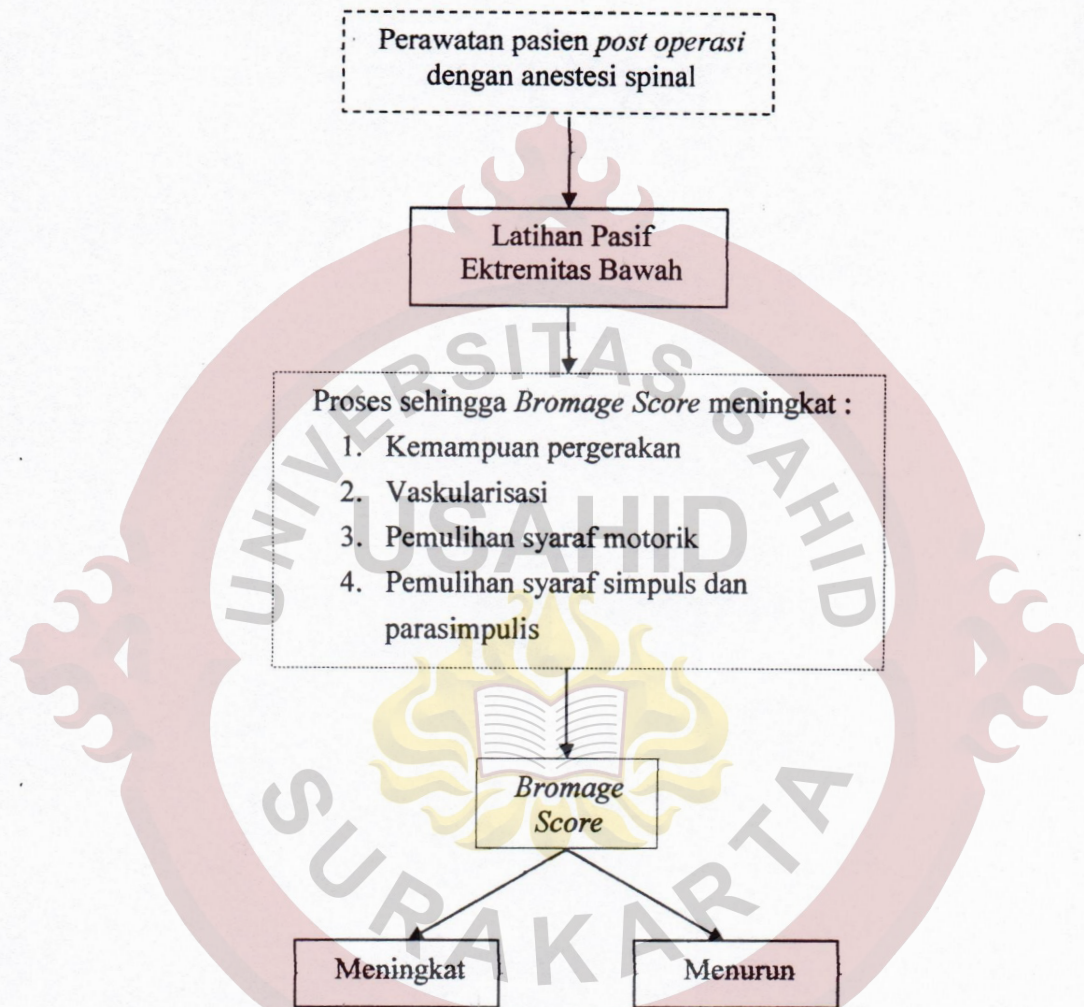 Perawatan pasien post operasi
dengan anestesi spinal
Latihan Pasif
Ektremitas Bawah
Proses sehingga Bromage Score meningkat :
1. Kemampuan pergerakan
2. Vaskularisasi
3. Pemulihan syaraf motorik
4. Pemulihan syaraf simpuls dan
parasimpulis
Bromage
Score
Meningkat
Menurun
UNIVERSITAS SAHID
USAHID
SURAKARTA